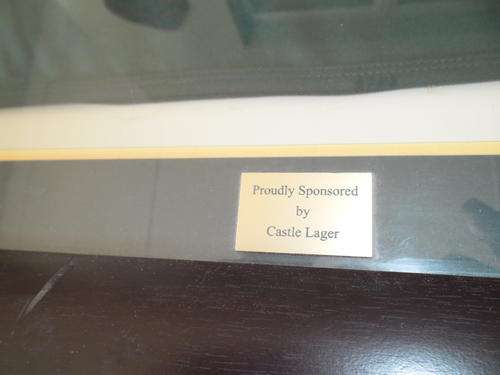 Proudly Sponsored
by
Castle Lager